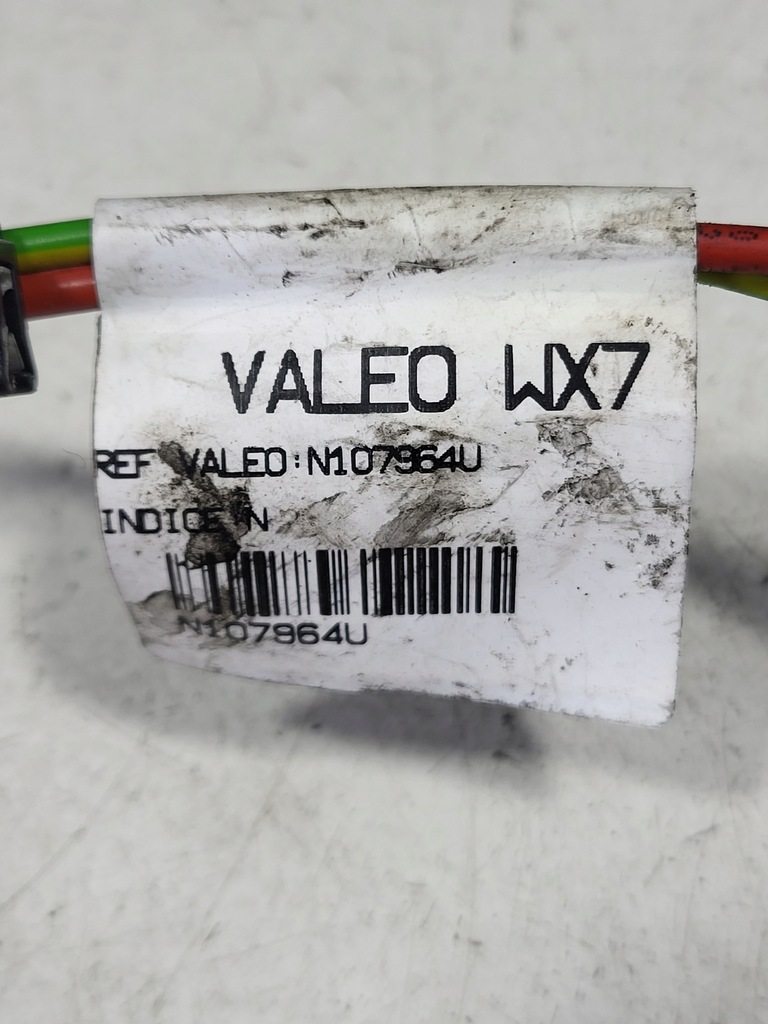 VALEO WX7
REF VALEO:N107964U
INDICE N
N107964U